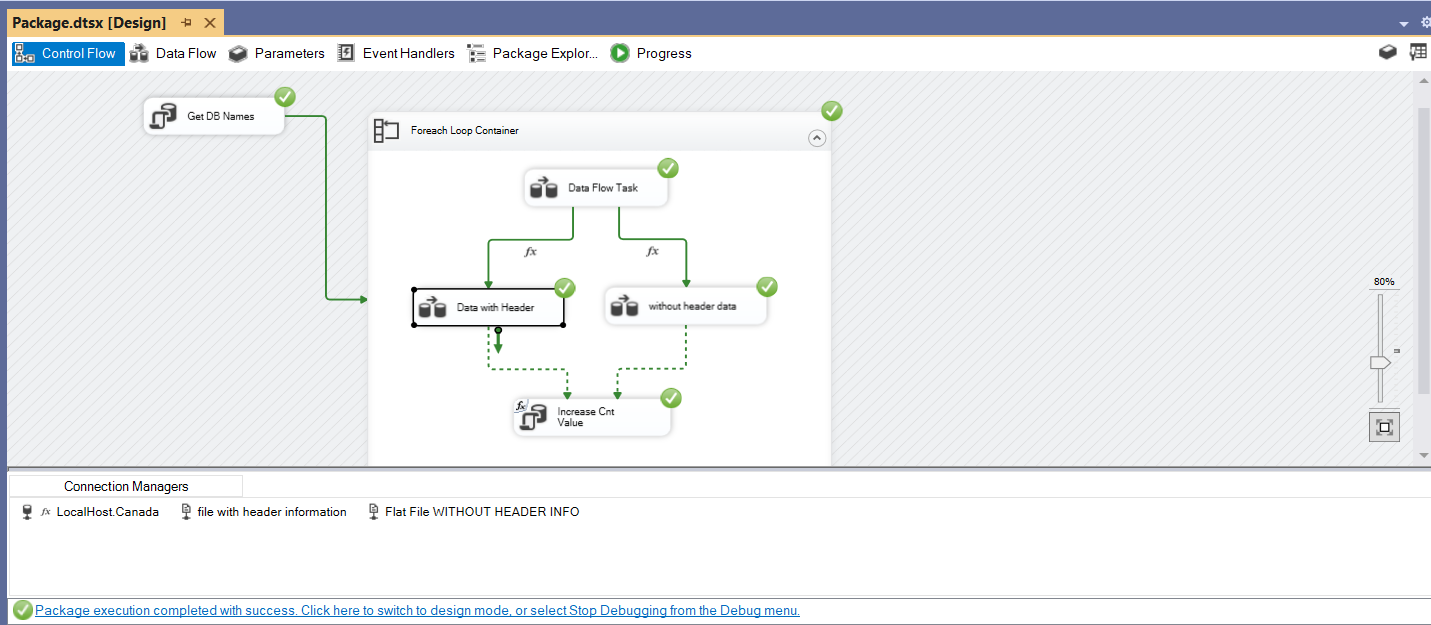 Package.dtsx [Design]
Control Flow
Data Flow
Parameters
Event Handlers
Package Explor...
Progress
Get DB Names
Foreach Loop Container
Data Flow Task
fx
fx
Data with Header
without header data
fx
Increase Cnt
Value
80%
Connection Managers
fx LocalHost.Canada
file with header information
Flat File WITHOUT HEADER INFO
Package execution completed with success. Click here to switch to design mode, or select Stop Debugging from the Debug menu.